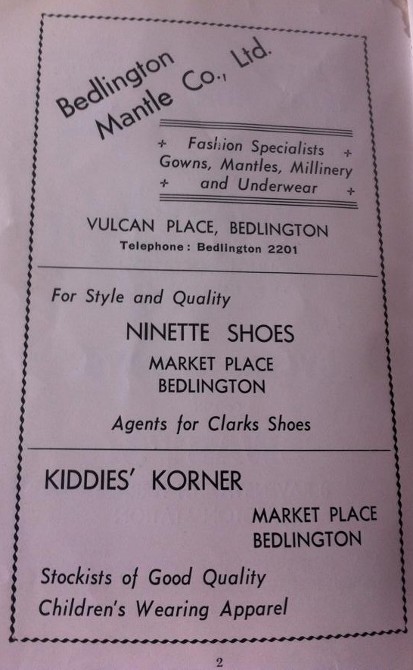 Bedlington
Mantle Co., Ltd.
Fashion Specialists
Gowns, Mantles, Millinery
and Underwear
VULCAN PLACE, BEDLINGTON
Telephone: Bedlington 2201
For Style and Quality
NINETTE SHOES
MARKET PLACE
BEDLINGTON
Agents for Clarks Shoes
KIDDIES' KORNER
MARKET PLACE
BEDLINGTON
Stockists of Good Quality
Children's Wearing Apparel
2